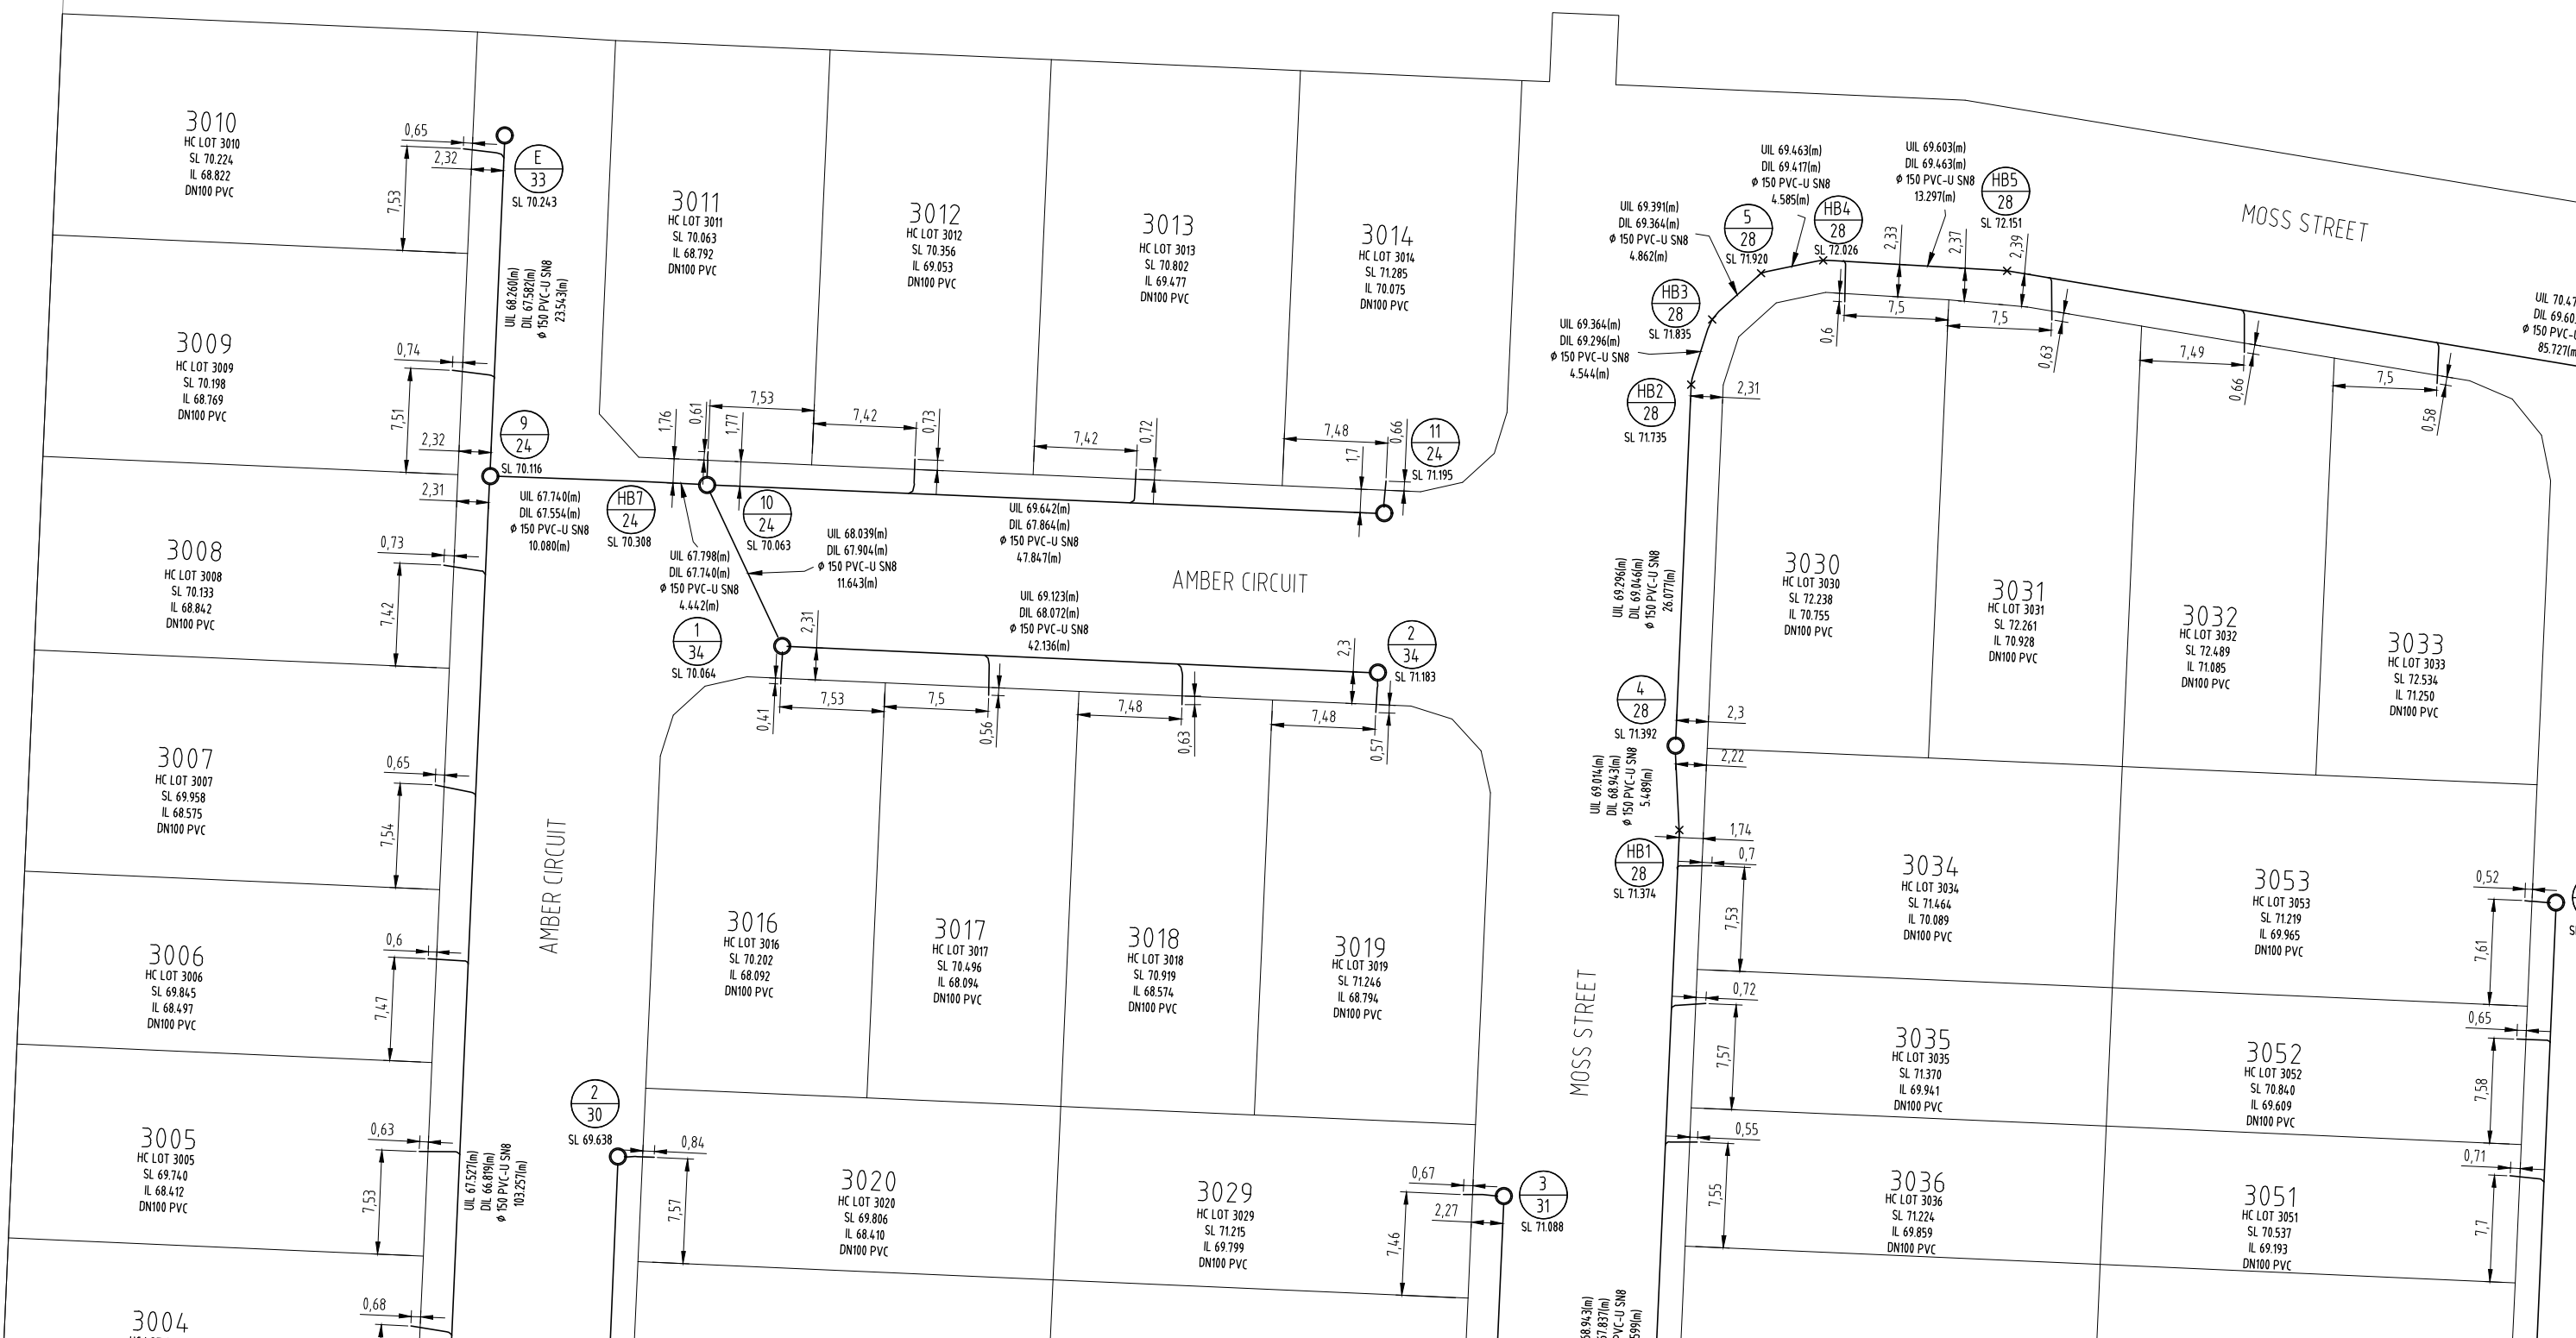 3010
HC LOT 3010
SL 70.224
IL 68.822
DN100 PVC
0,65
2,32
7,53
E
33
SL 70.243
UIL 68.260(m)
DIL 67.582(m)
ϕ 150 PVC-U SN8
23.543(m)
3009
HC LOT 3009
SL 70.198
IL 68.769
DN100 PVC
0,74
7,51
2,32
9
24
SL 70.116
2,31
3008
HC LOT 3008
SL 70.133
IL 68.842
DN100 PVC
0,73
7,42
3007
HC LOT 3007
SL 69.958
IL 68.575
DN100 PVC
0,65
7,54
3006
HC LOT 3006
SL 69.845
IL 68.497
DN100 PVC
0,6
7,47
3005
HC LOT 3005
SL 69.740
IL 68.412
DN100 PVC
0,63
7,53
UIL 67.527(m)
DIL 66.819(m)
ϕ 150 PVC-U SN8
103.257(m)
3004
0,68
AMBER CIRCUIT
3011
HC LOT 3011
SL 70.063
IL 68.792
DN100 PVC
3012
HC LOT 3012
SL 70.356
IL 69.053
DN100 PVC
3013
HC LOT 3013
SL 70.802
IL 69.477
DN100 PVC
3014
HC LOT 3014
SL 71.285
IL 70.075
DN100 PVC
1,76
0,61
1,77
7,53
7,42
0,73
7,42
0,72
7,48
1,7
0,66
11
24
SL 71.195
UIL 67.740(m)
DIL 67.554(m)
ϕ 150 PVC-U SN8
10.080(m)
HB7
24
SL 70.308
10
24
SL 70.063
UIL 67.798(m)
DIL 67.740(m)
ϕ 150 PVC-U SN8
4.442(m)
UIL 68.039(m)
DIL 67.904(m)
ϕ 150 PVC-U SN8
11.643(m)
UIL 69.642(m)
DIL 67.864(m)
ϕ 150 PVC-U SN8
47.847(m)
AMBER CIRCUIT
UIL 69.123(m)
DIL 68.072(m)
ϕ 150 PVC-U SN8
42.136(m)
1
34
SL 70.064
2,31
2,3
2
34
SL 71.183
0,41
7,53
7,5
0,56
7,48
0,63
7,48
0,57
3016
HC LOT 3016
SL 70.202
IL 68.092
DN100 PVC
3017
HC LOT 3017
SL 70.496
IL 68.094
DN100 PVC
3018
HC LOT 3018
SL 70.919
IL 68.574
DN100 PVC
3019
HC LOT 3019
SL 71.246
IL 68.794
DN100 PVC
2
30
SL 69.638
0,84
7,57
3020
HC LOT 3020
SL 69.806
IL 68.410
DN100 PVC
3029
HC LOT 3029
SL 71.215
IL 69.799
DN100 PVC
0,67
2,27
7,46
3
31
SL 71.088
MOSS STREET
UIL 69.463(m)
DIL 69.417(m)
ϕ 150 PVC-U SN8
4.585(m)
UIL 69.603(m)
DIL 69.463(m)
ϕ 150 PVC-U SN8
13.297(m)
HB5
28
SL 72.151
UIL 69.391(m)
DIL 69.364(m)
ϕ 150 PVC-U SN8
4.862(m)
5
28
SL 71.920
HB4
28
SL 72.026
2,33
2,37
2,39
MOSS STREET
HB3
28
SL 71.835
UIL 69.364(m)
DIL 69.296(m)
ϕ 150 PVC-U SN8
4.544(m)
HB2
28
SL 71.735
2,31
0,6
7,5
7,5
0,63
7,49
0,66
7,5
0,58
UIL 70.47
DIL 69.60
ϕ 150 PVC-
85.727(m
UIL 69.296(m)
DIL 69.046(m)
ϕ 150 PVC-U SN8
26.077(m)
3030
HC LOT 3030
SL 72.238
IL 70.755
DN100 PVC
3031
HC LOT 3031
SL 72.261
IL 70.928
DN100 PVC
3032
HC LOT 3032
SL 72.489
IL 71.085
DN100 PVC
3033
HC LOT 3033
SL 72.534
IL 71.250
DN100 PVC
4
28
SL 71.392
2,3
2,22
UIL 69.014(m)
DIL 68.943(m)
ϕ 150 PVC-U SN8
5.489(m)
1,74
HB1
28
SL 71.374
0,7
7,53
3034
HC LOT 3034
SL 71.464
IL 70.089
DN100 PVC
3053
HC LOT 3053
SL 71.219
IL 69.965
DN100 PVC
0,52
7,61
0,72
7,57
3035
HC LOT 3035
SL 71.370
IL 69.941
DN100 PVC
3052
HC LOT 3052
SL 70.840
IL 69.609
DN100 PVC
0,65
7,58
0,55
7,55
3036
HC LOT 3036
SL 71.224
IL 69.859
DN100 PVC
3051
HC LOT 3051
SL 70.537
IL 69.193
DN100 PVC
0,71
7,7
68.943(m)
67.837(m)
PVC-U SN8
599(m)